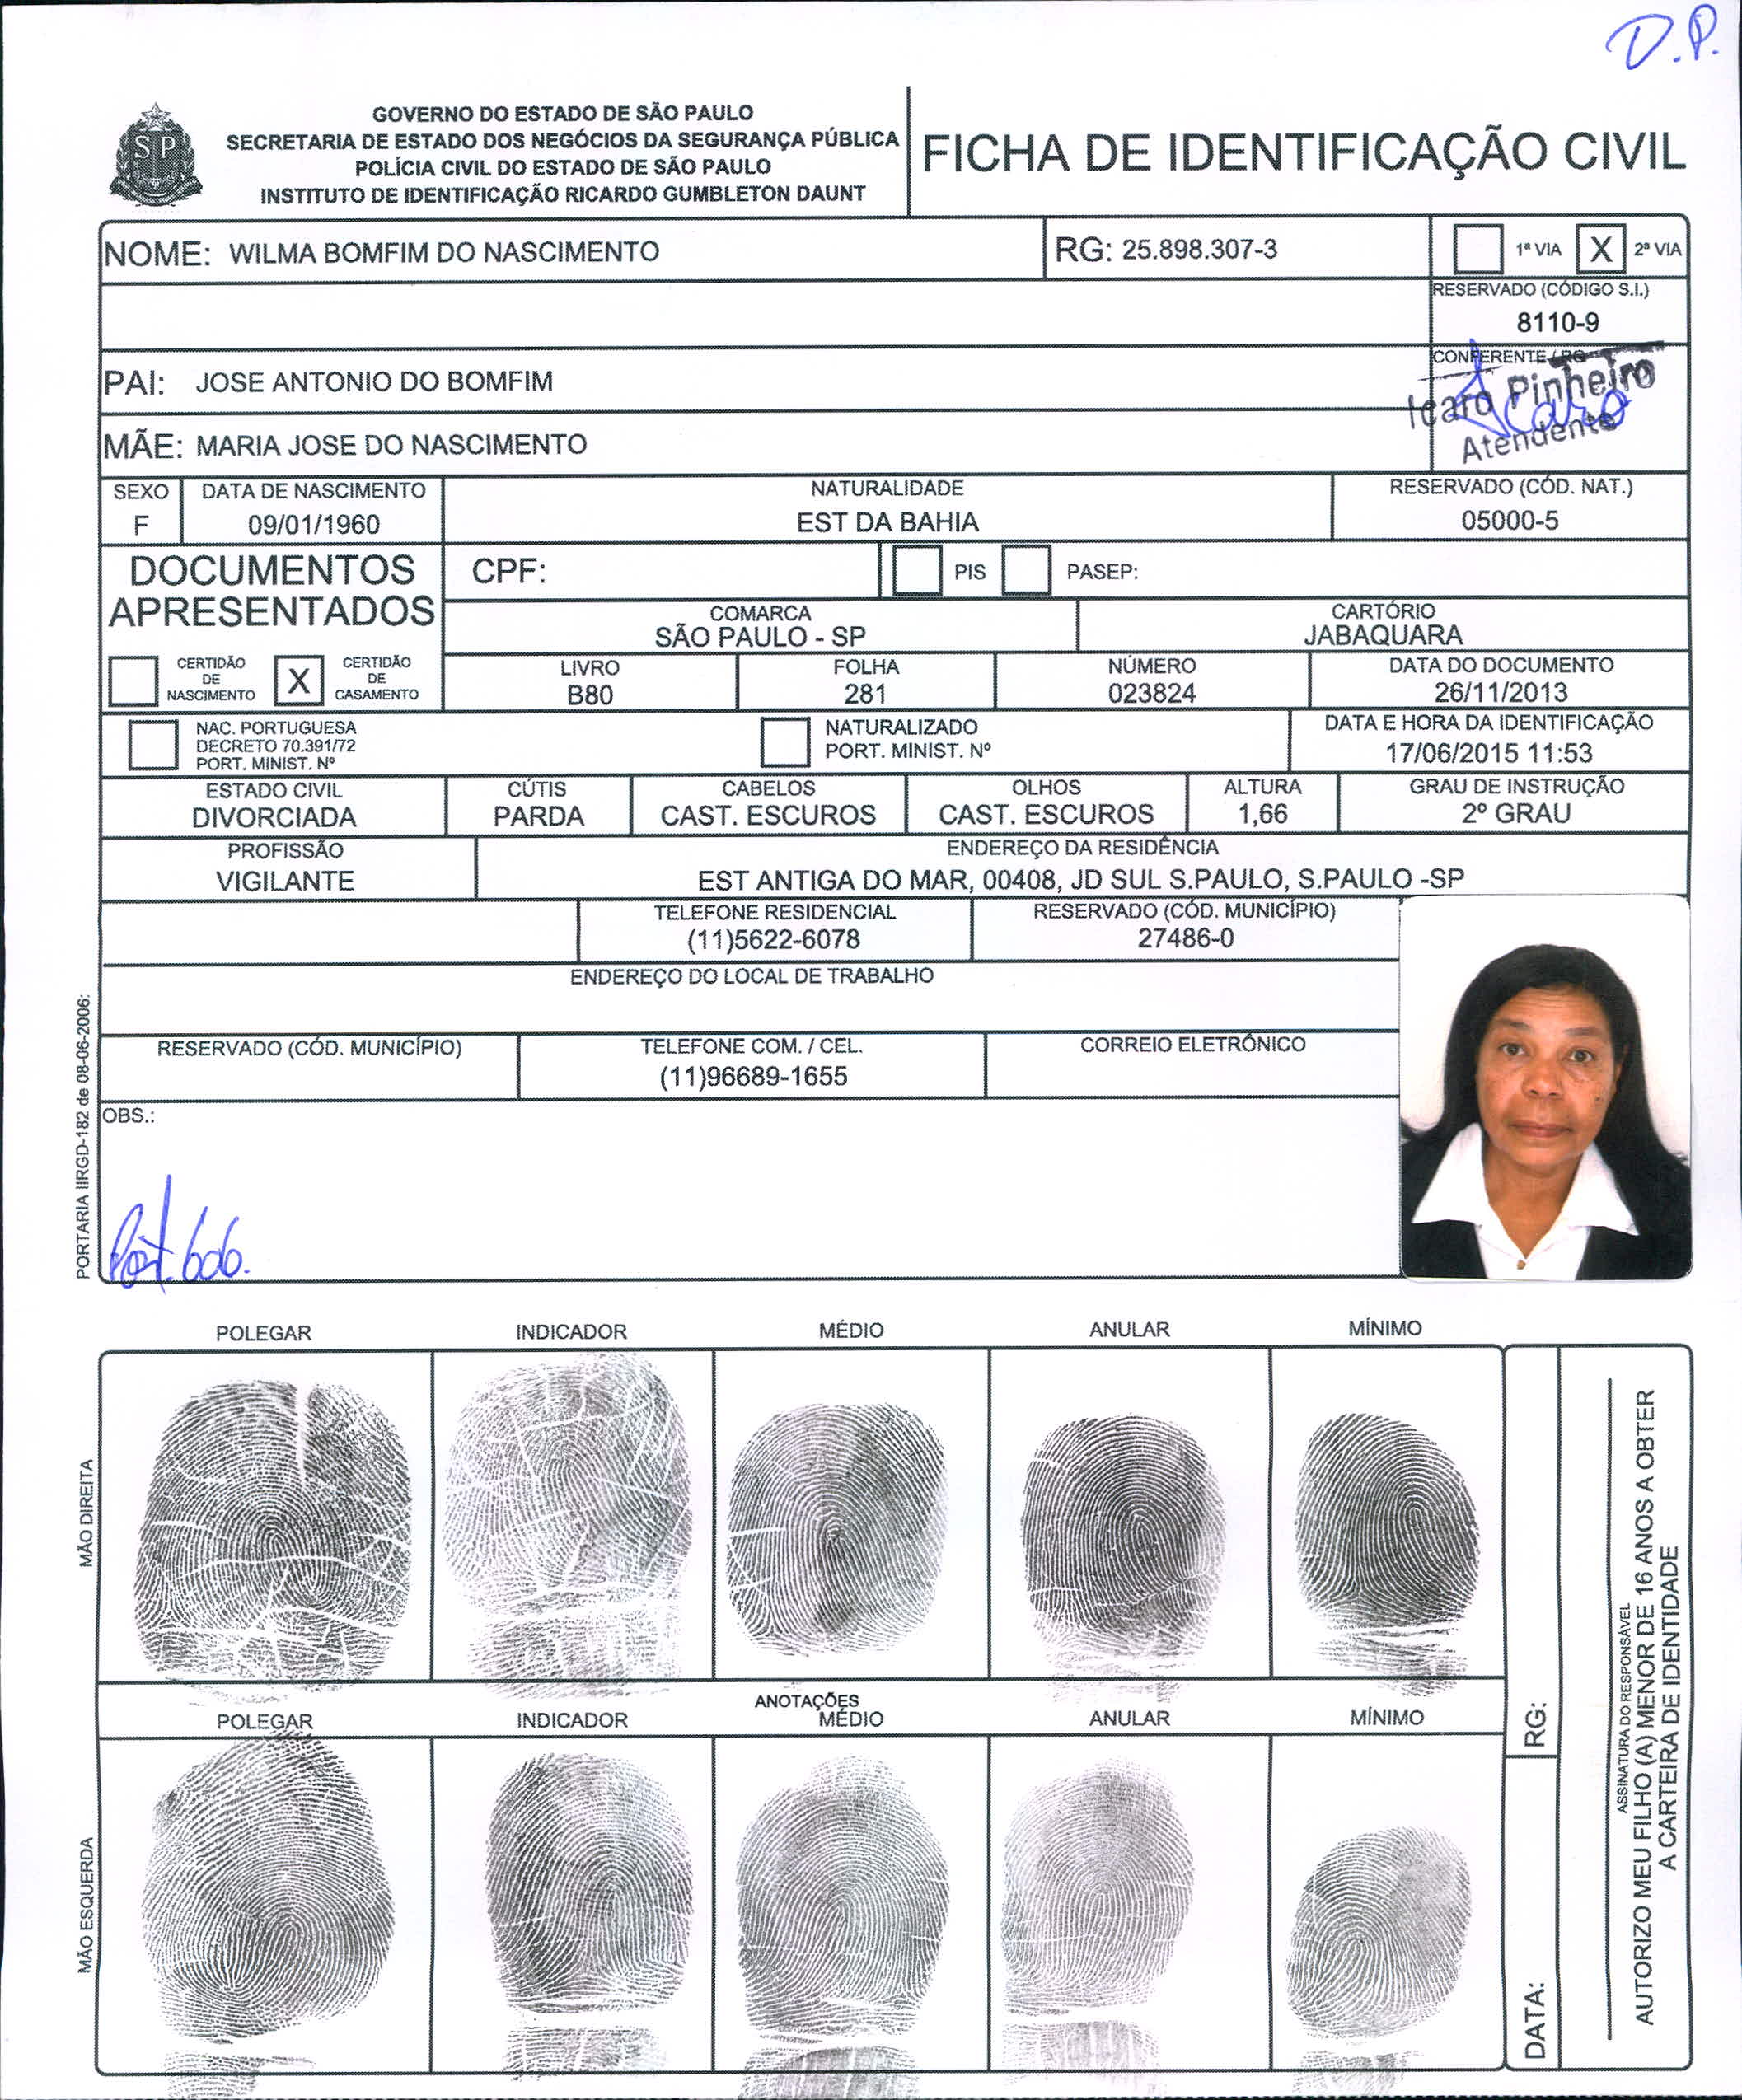 D.P.
GOVERNO DO ESTADO DE SÃO PAULO
SECRETARIA DE ESTADO DOS NEGÓCIOS DA SEGURANÇA PÚBLICA
POLÍCIA CIVIL DO ESTADO DE SÃO PAULO
INSTITUTO DE IDENTIFICAÇÃO RICARDO GUMBLETON DAUNT
SP
FICHA DE IDENTIFICAÇÃO CIVIL
NOME: WILMA BOMFIM DO NASCIMENTO
RG: 25.898.307-3
1ª VIA X 2ª VIA
RESERVADO (CÓDIGO S.I.)
8110-9
PAI: JOSE ANTONIO DO BOMFIM
CONFERENTE / RG
Icaro Pinheiro
Atendente
Icaro
MÃE: MARIA JOSE DO NASCIMENTO
SEXO
F
DATA DE NASCIMENTO
09/01/1960
NATURALIDADE
EST DA BAHIA
RESERVADO (CÓD. NAT.)
05000-5
DOCUMENTOS
APRESENTADOS
CPF:
PIS
PASEP:
COMARCA
SÃO PAULO - SP
CARTÓRIO
JABAQUARA
CERTIDÃO
DE
NASCIMENTO
X
CERTIDÃO
DE
CASAMENTO
LIVRO
B80
FOLHA
281
NÚMERO
023824
DATA DO DOCUMENTO
26/11/2013
NAC. PORTUGUESA
DECRETO 70.391/72
PORT. MINIST. Nº
NATURALIZADO
PORT. MINIST. Nº
DATA E HORA DA IDENTIFICAÇÃO
17/06/2015 11:53
ESTADO CIVIL
DIVORCIADA
CÚTIS
PARDA
CABELOS
CAST. ESCUROS
OLHOS
CAST. ESCUROS
ALTURA
1,66
GRAU DE INSTRUÇÃO
2º GRAU
PROFISSÃO
VIGILANTE
ENDEREÇO DA RESIDÊNCIA
EST ANTIGA DO MAR, 00408, JD SUL S.PAULO, S.PAULO -SP
TELEFONE RESIDENCIAL
(11)5622-6078
RESERVADO (CÓD. MUNICÍPIO)
27486-0
ENDEREÇO DO LOCAL DE TRABALHO
RESERVADO (CÓD. MUNICÍPIO)
TELEFONE COM. / CEL.
(11)96689-1655
CORREIO ELETRÔNICO
OBS.:
PORTARIA IIRGD-182 de 08-06-2006:
POLEGAR INDICADOR MÉDIO ANULAR MÍNIMO
MÃO DIREITA
ANOTAÇÕES
POLEGAR INDICADOR MÉDIO ANULAR MÍNIMO
MÃO ESQUERDA
RG:
DATA:
ASSINATURA DO RESPONSÁVEL
AUTORIZO MEU FILHO (A) MENOR DE 16 ANOS A OBTER
A CARTEIRA DE IDENTIDADE